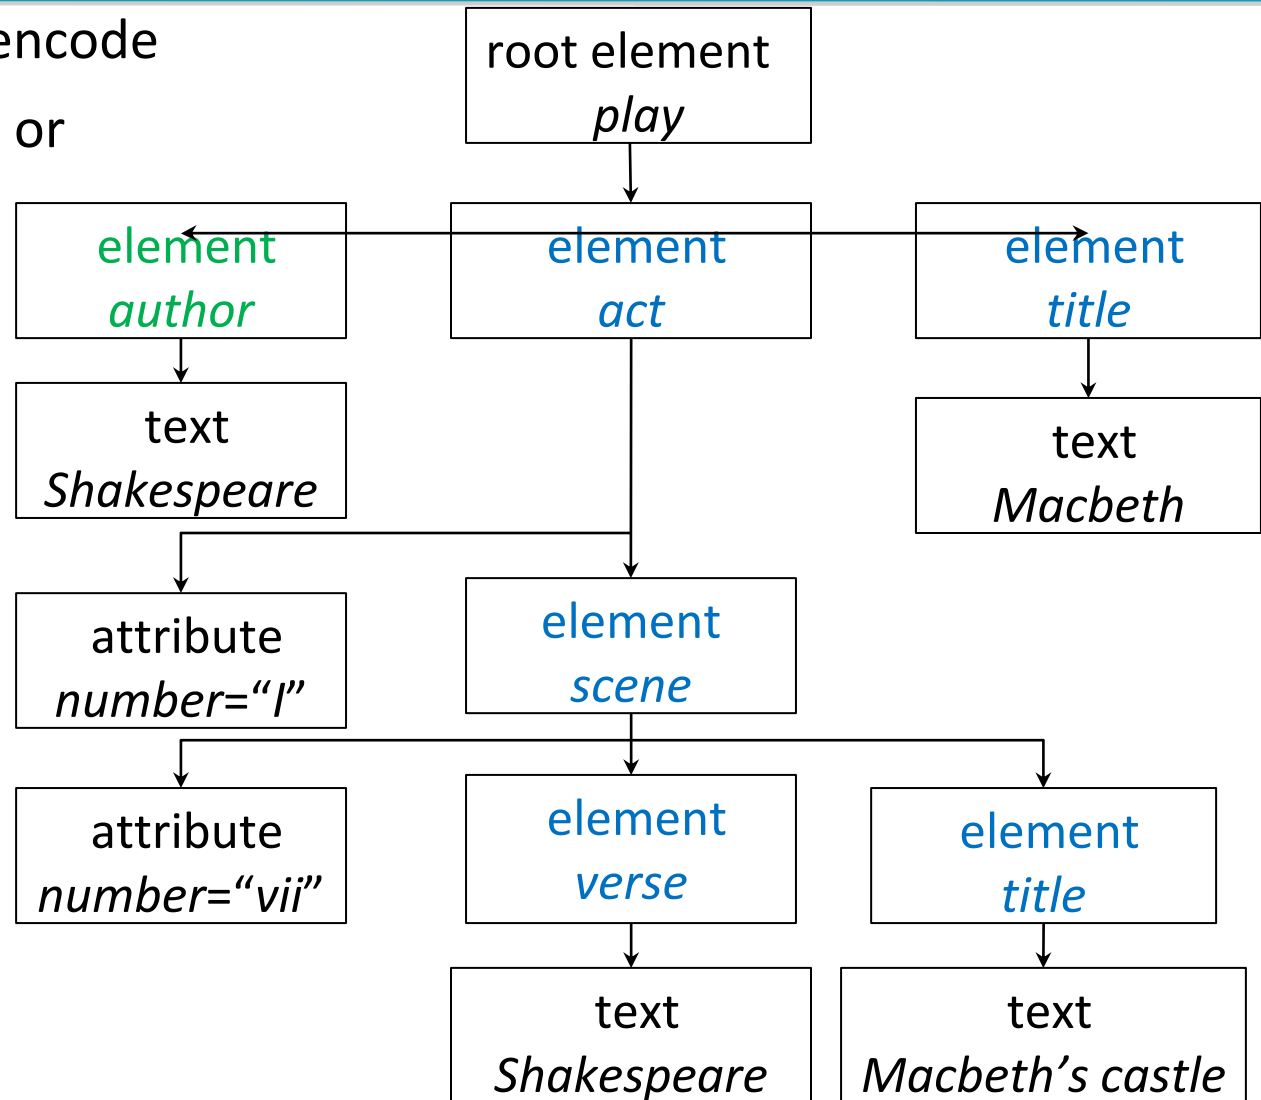 encode
or
root element
play
element
author
element
act
element
title
text
Shakespeare
text
Macbeth
attribute
number=“I”
element
scene
attribute
number=“vii”
element
verse
element
title
text
Shakespeare
text
Macbeth’s castle